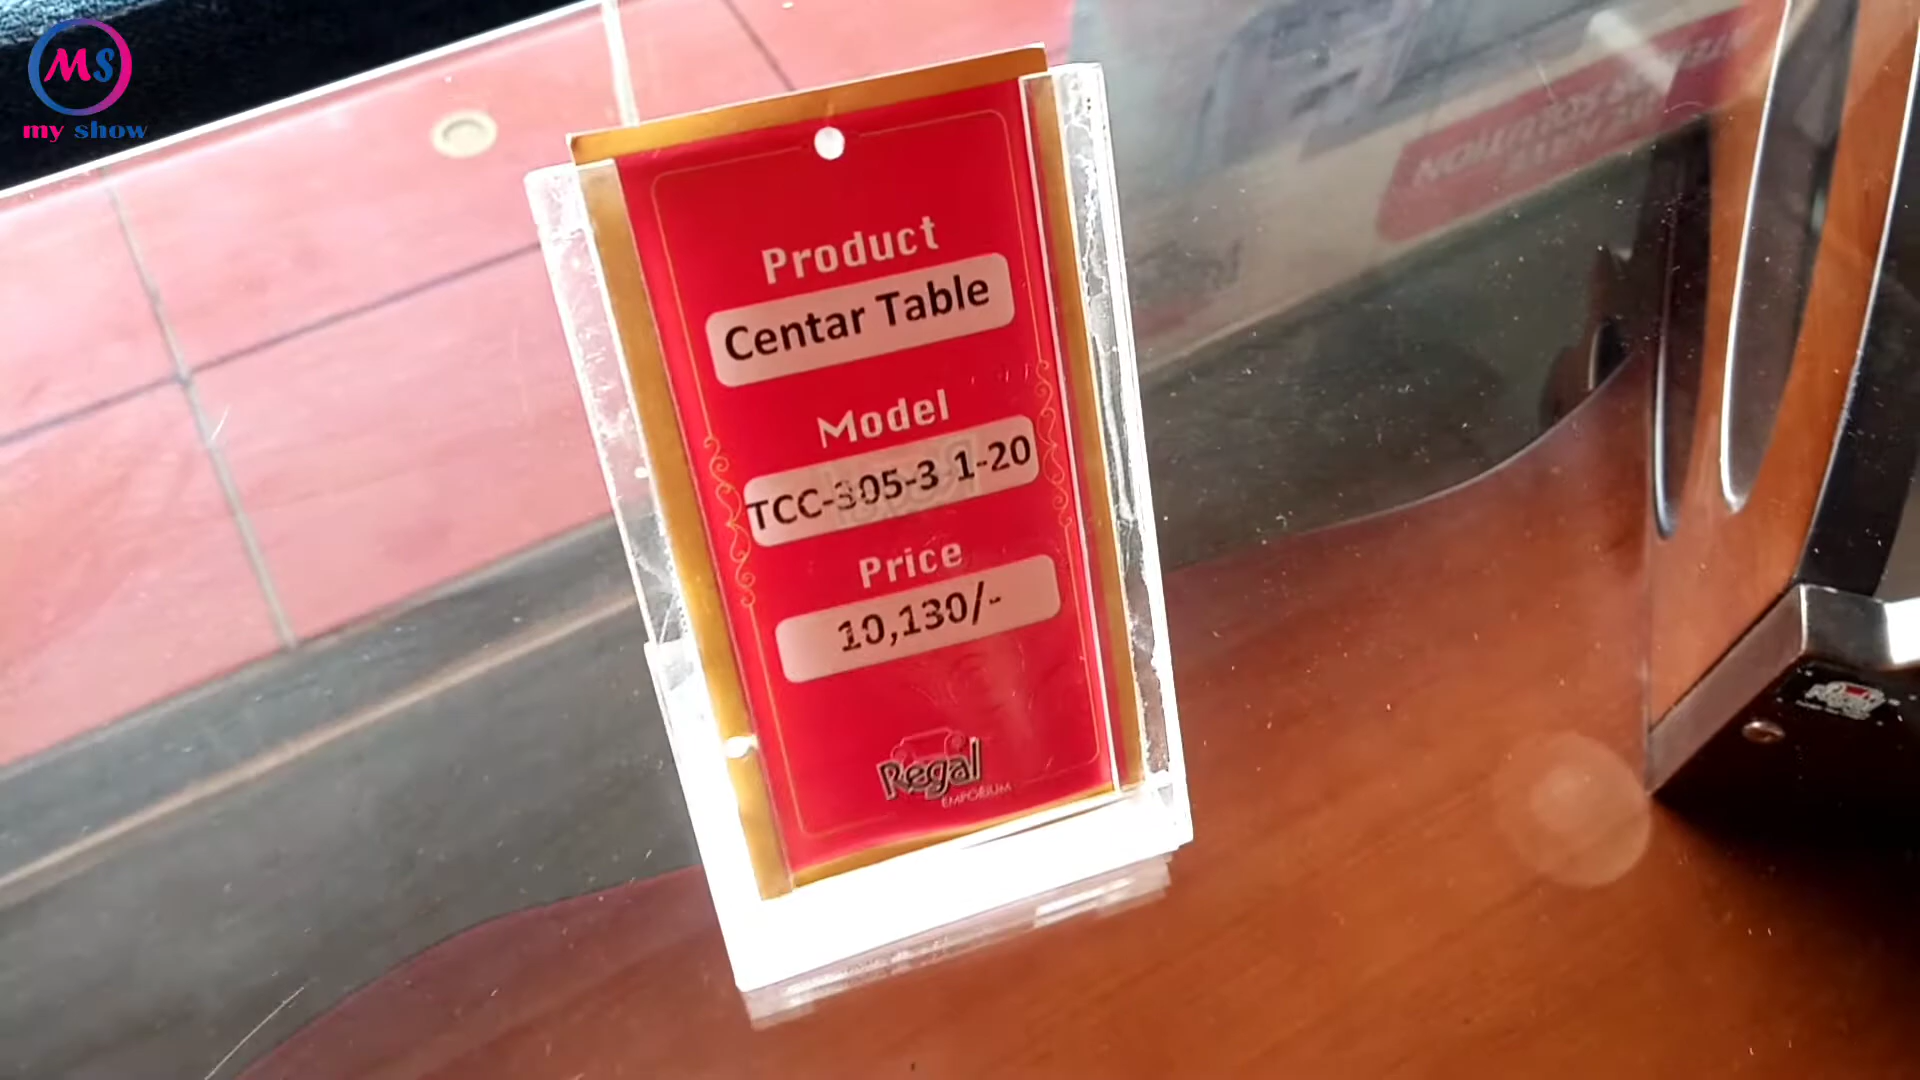 MS
my show
Product
Centar Table
Model
TCC-305-3 1-20
Price
10,130/-
Regal
EMPORIUM